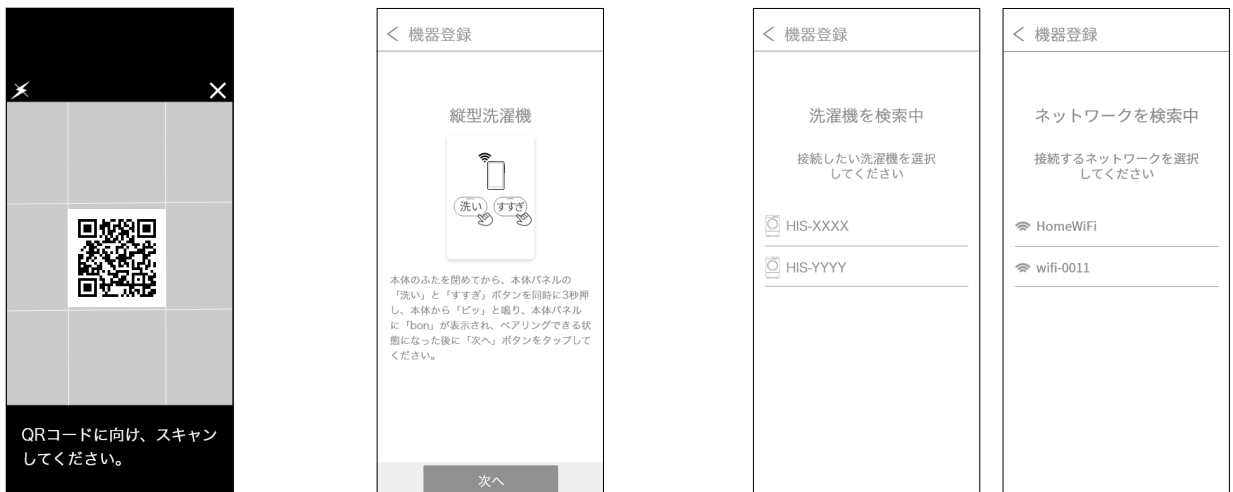 QRコードに向け、スキャン
してください。
機器登録
縦型洗濯機
洗い
すすぎ
本体のふたを閉めてから、本体パネルの
「洗い」と「すすぎ」ボタンを同時に3秒押
し、本体から「ピッ」と鳴り、本体パネル
に「bon」が表示され、ペアリングできる状
態になった後に「次へ」ボタンをタップして
ください。
次へ
機器登録
洗濯機を検索中
接続したい洗濯機を選択
してください
HIS-XXXX
HIS-YYYY
機器登録
ネットワークを検索中
接続するネットワークを選択
してください
HomeWiFi
wifi-0011